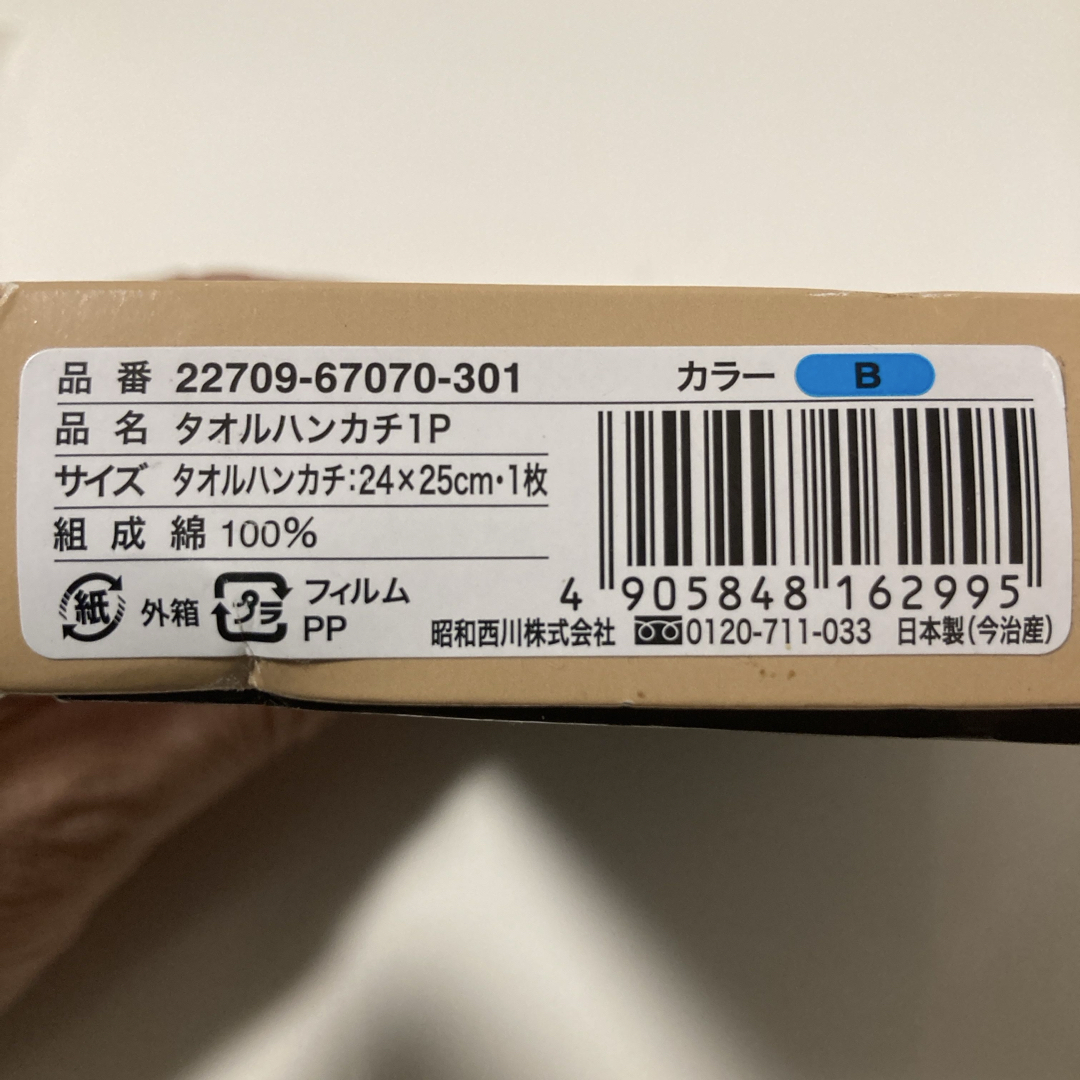 品番 22709-67070-301 カラー B
品名 タオルハンカチ1P
サイズ タオルハンカチ:24×25cm・1枚
組成 綿 100%
紙 外箱 プラ フィルム
PP
4 905848 162995
昭和西川株式会社 0120-711-033 日本製(今治産)